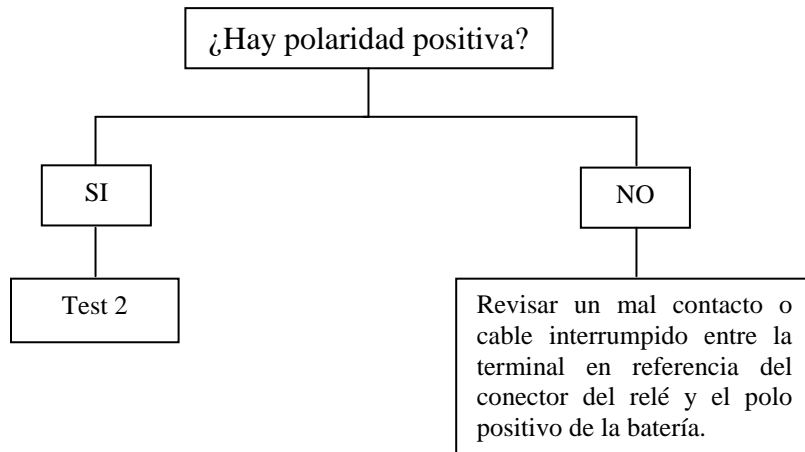 ¿Hay polaridad positiva?
SI
NO
Test 2
Revisar un mal contacto o
cable interrumpido entre la
terminal en referencia del
conector del relé y el polo
positivo de la batería.